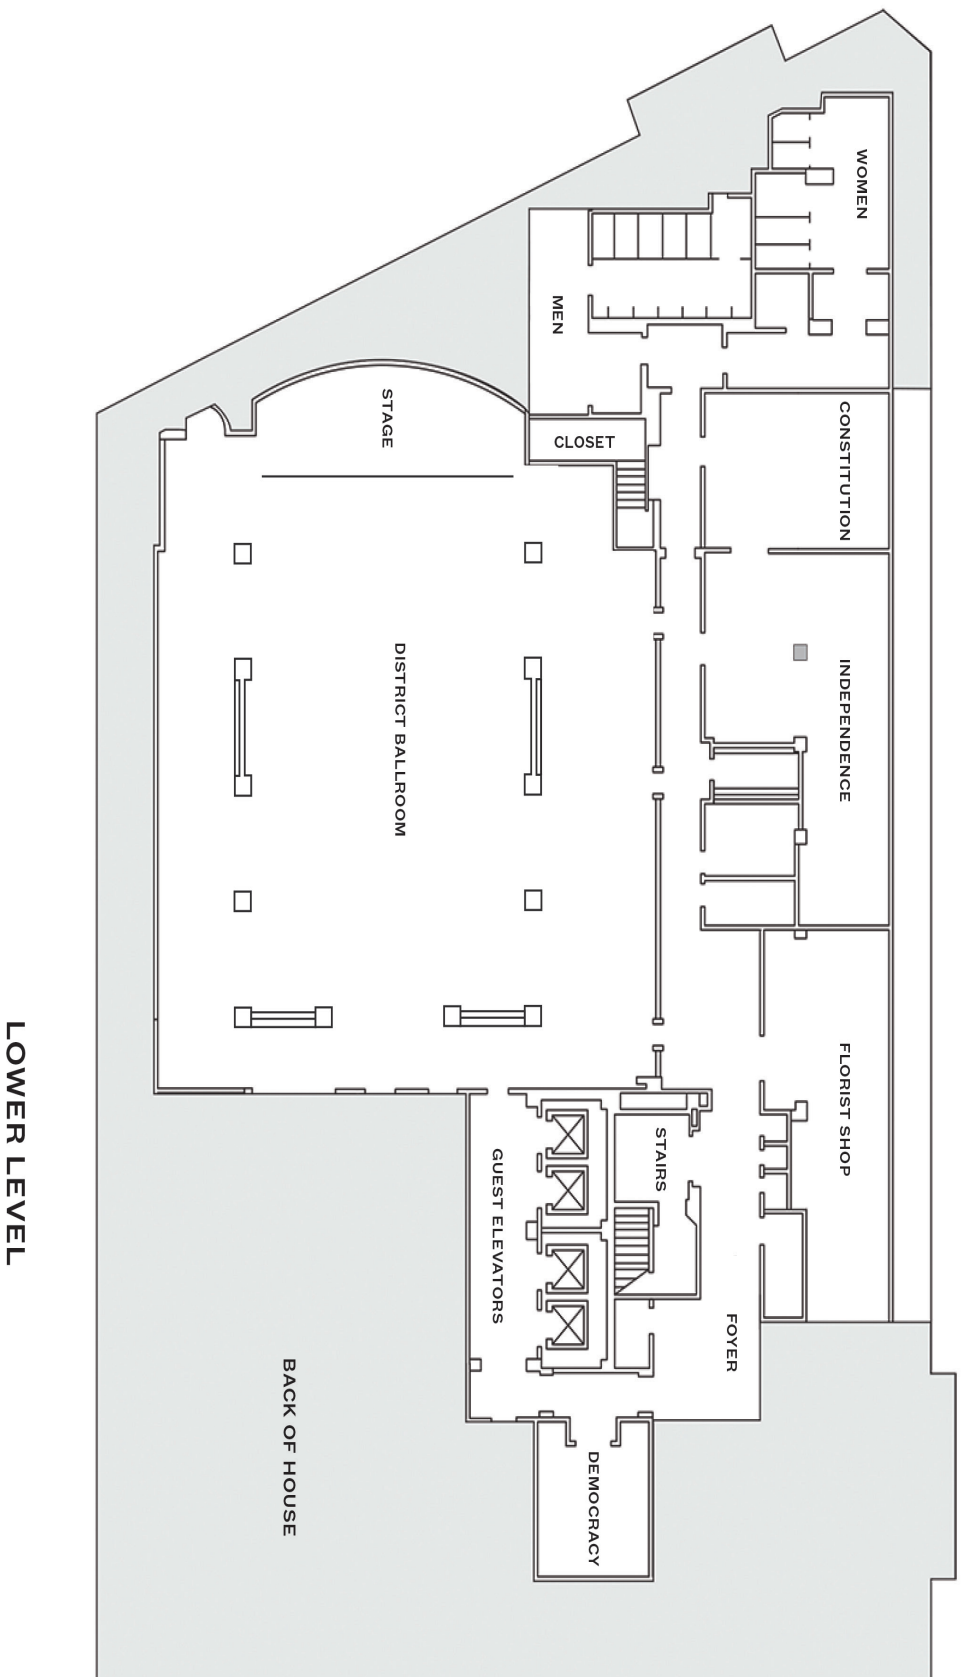 WOMEN
MEN
CONSTITUTION
STAGE
CLOSET
DISTRICT BALLROOM
INDEPENDENCE
FLORIST SHOP
STAIRS
GUEST ELEVATORS
FOYER
DEMOCRACY
BACK OF HOUSE
LOWER LEVEL